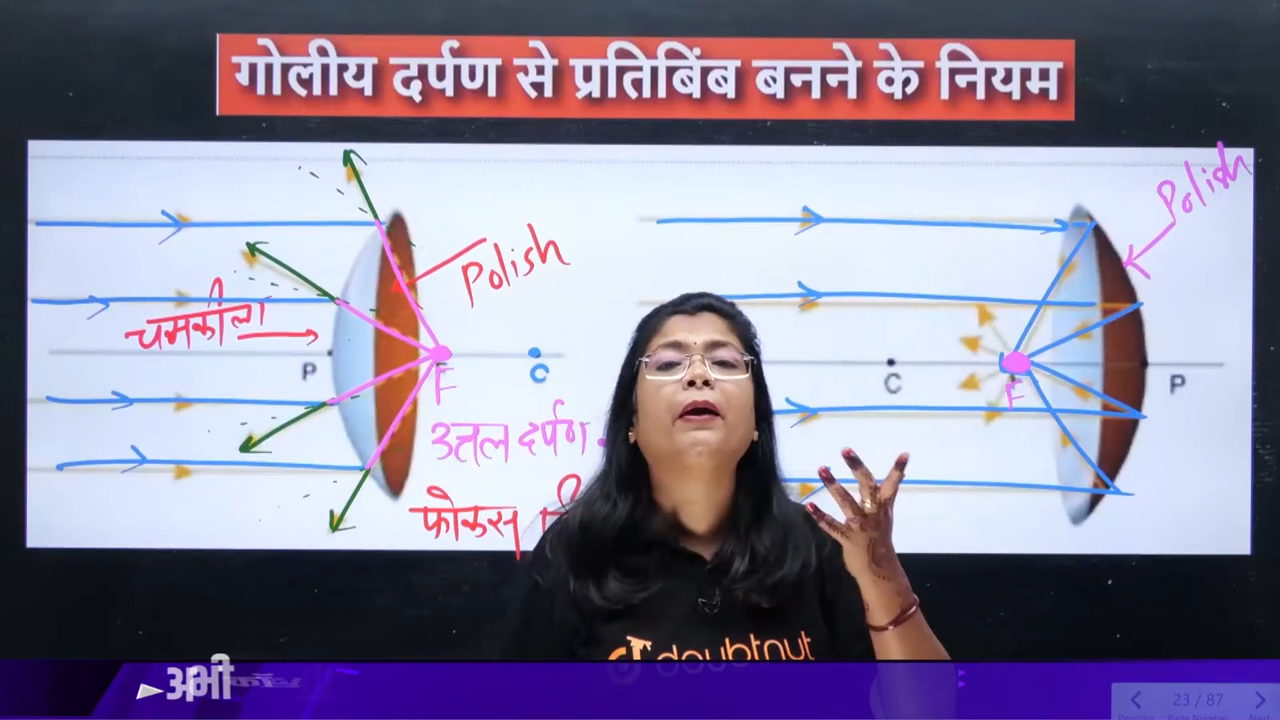 गोलीय दर्पण से प्रतिबिंब बनने के नियम
Polish
Polish
चमकीला
P
F
C
C
F
P
उत्तल दर्पण
फोकस
doubtnut
अभी
23 / 87